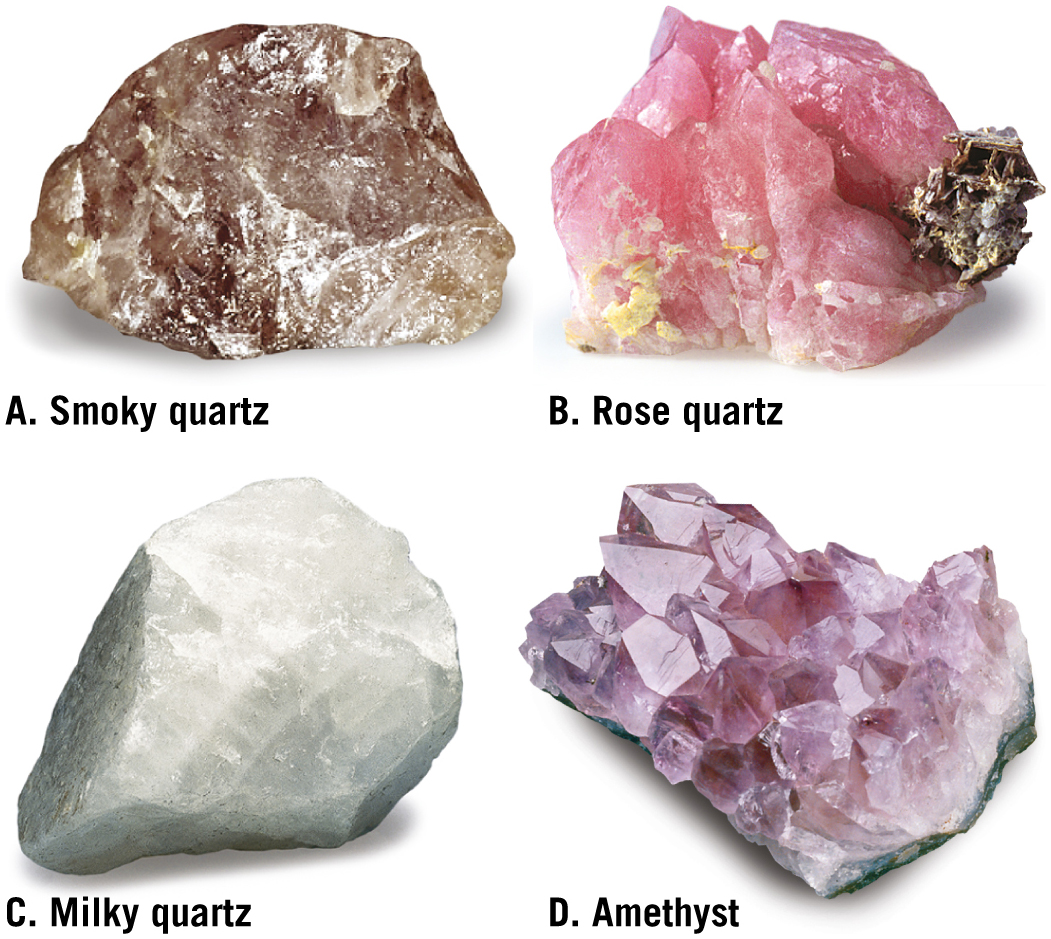 A. Smoky quartz
B. Rose quartz
C. Milky quartz
D. Amethyst